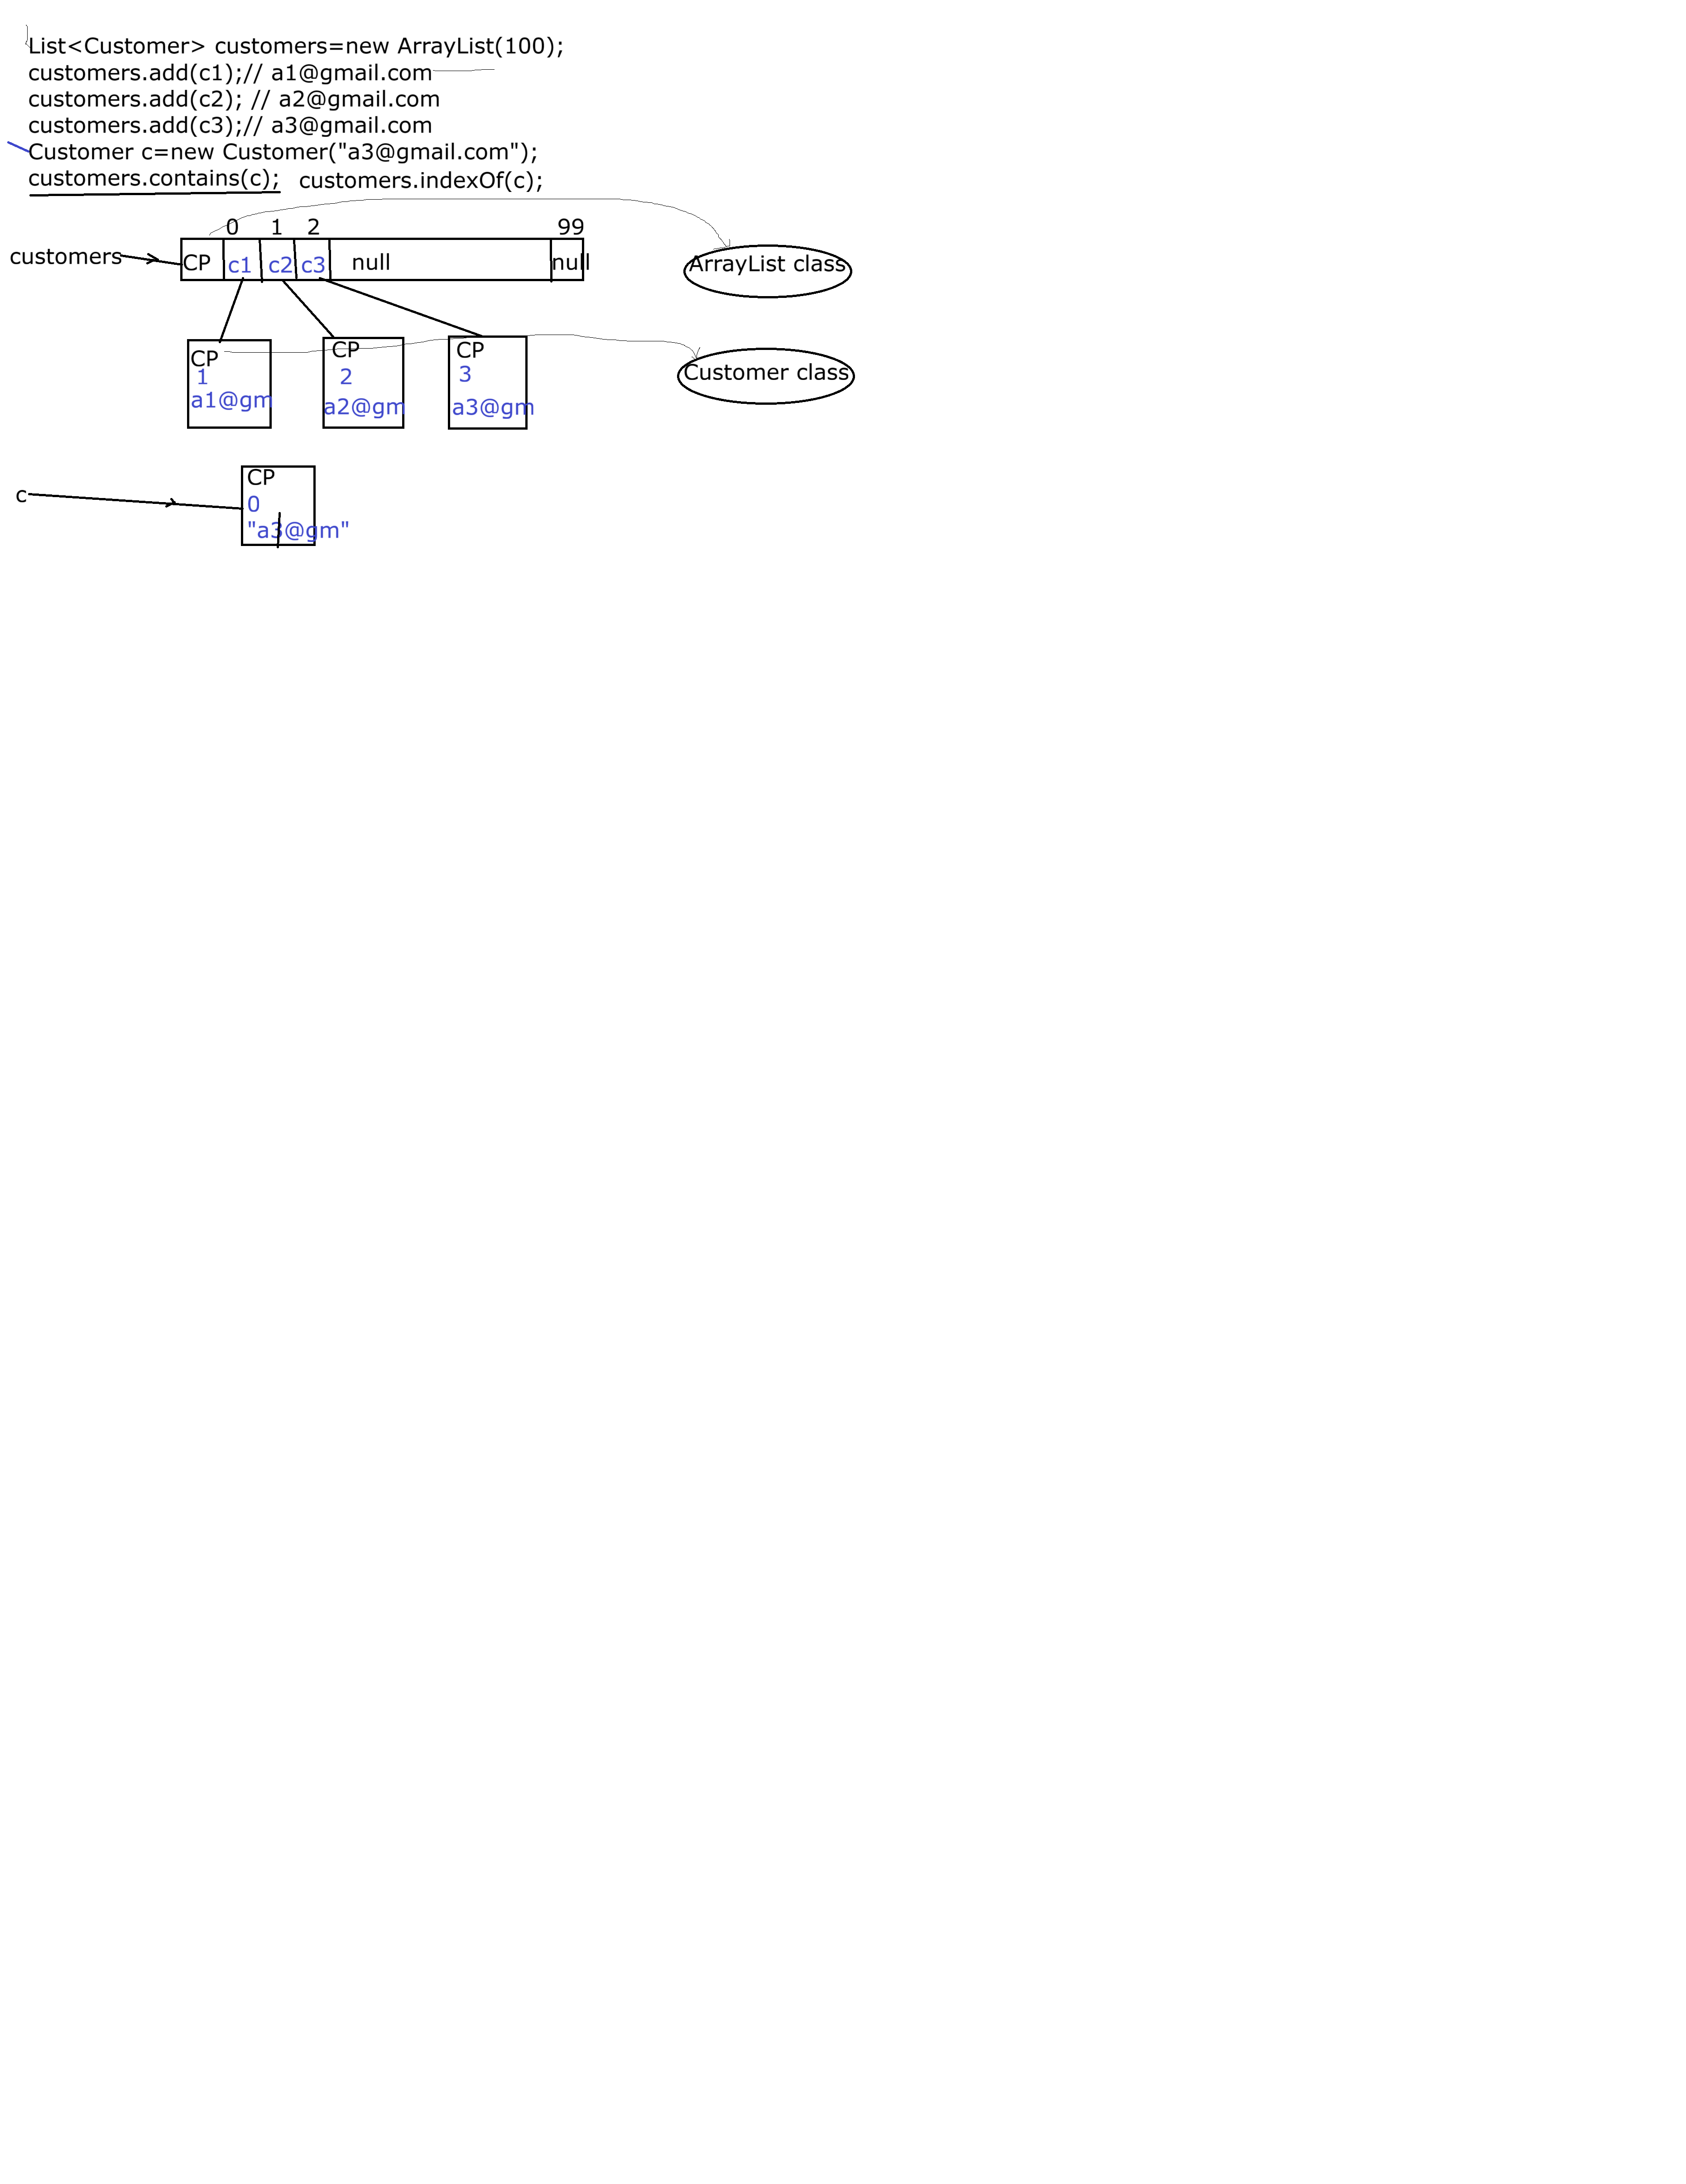 List<Customer> customers=new ArrayList(100);
customers.add(c1);// a1@gmail.com
customers.add(c2); // a2@gmail.com
customers.add(c3);// a3@gmail.com
Customer c=new Customer("a3@gmail.com");
customers.contains(c); customers.indexOf(c);
0 1 2 99
customers CP c1 c2 c3 null null ArrayList class
CP CP CP
1 2 3 Customer class
a1@gm a2@gm a3@gm
CP
c 0
"a3@gm"